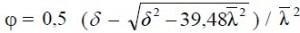 φ = 0,5 (δ − √(δ² −39,48λ̅²)) / λ̅²